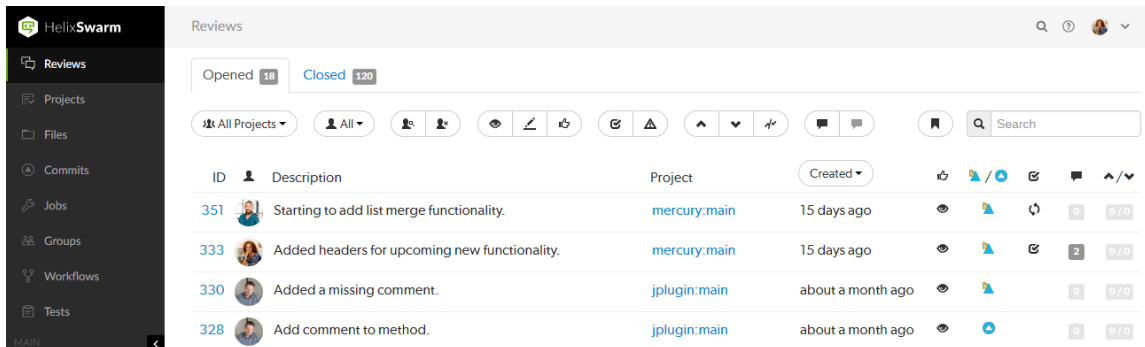 HelixSwarm
Reviews
Reviews
Opened 18 Closed 120
Projects
All Projects All Search
Files
Commits
ID Description Project Created /  /
Jobs
351 Starting to add list merge functionality. mercury:main 15 days ago 0 0 / 0
Groups
333 Added headers for upcoming new functionality. mercury:main 15 days ago 2 0 / 0
Workflows
330 Added a missing comment. jplugin:main about a month ago 0 0 / 0
Tests
328 Add comment to method. jplugin:main about a month ago 0 0 / 0
MAIN